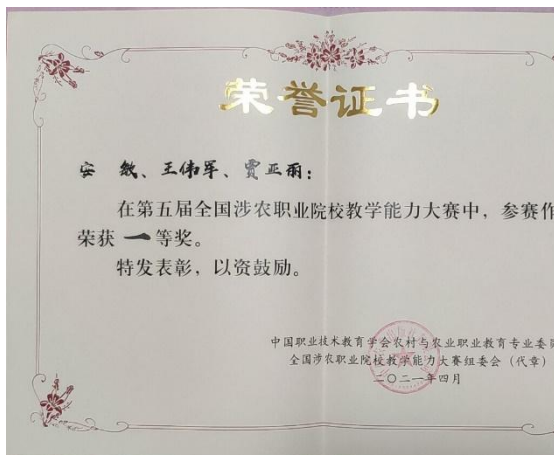 荣誉证书
安敏、王伟军、贾亚丽：
在第五届全国涉农职业院校教学能力大赛中，参赛作
荣获一等奖。
特发表彰，以资鼓励。
中国职业技术教育学会农村与农业职业教育专业委
全国涉农职业院校教学能力大赛组委会（代章）
二〇二一年四月